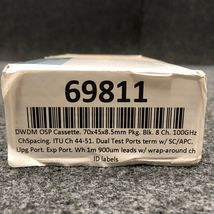 69811
DWDM OSP Cassette. 70x45x8.5mm Pkg. Blk. 8 Ch. 100GHz
ChSpacing. ITU Ch 44-51. Dual Test Ports term w/ SC/APC.
Upg Port. Exp Port. Wh 1m 900um leads w/ wrap-around ch
ID labels